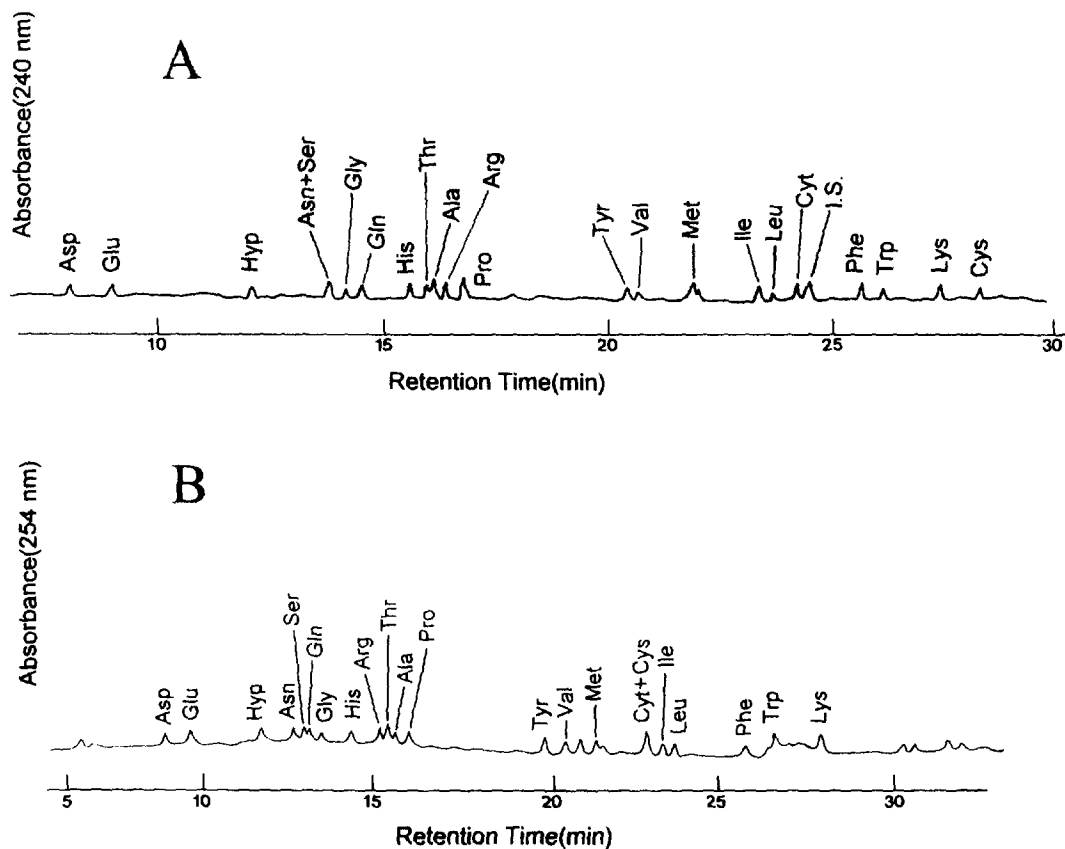 A
Absorbance(240 nm)
Asp
Glu
Hyp
Asn+Ser
Gly
Gln
His
Thr
Ala
Arg
Pro
Tyr
Val
Met
Ile
Leu
Cyt
I.S.
Phe
Trp
Lys
Cys
10 15 20 25 30
Retention Time(min)
B
Absorbance(254 nm)
Asp
Glu
Hyp
Asn
Ser
Gln
Gly
His
Arg
Thr
Ala
Pro
Tyr
Val
Met
Cyt+Cys
Ile
Leu
Phe
Trp
Lys
5 10 15 20 25 30
Retention Time(min)